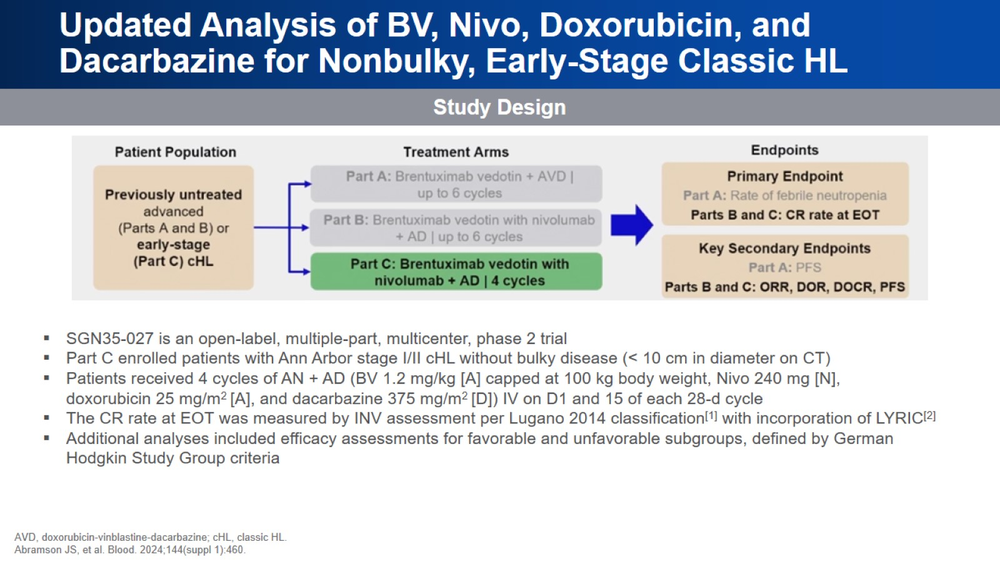 Updated Analysis of BV, Nivo, Doxorubicin, and
Dacarbazine for Nonbulky, Early-Stage Classic HL
Study Design
Patient Population
Previously untreated
advanced
(Parts A and B) or
early-stage
(Part C) cHL
Treatment Arms
Part A: Brentuximab vedotin + AVD |
up to 6 cycles
Part B: Brentuximab vedotin with nivolumab
+ AD | up to 6 cycles
Part C: Brentuximab vedotin with
nivolumab + AD | 4 cycles
Endpoints
Primary Endpoint
Part A: Rate of febrile neutropenia
Parts B and C: CR rate at EOT
Key Secondary Endpoints
Part A: PFS
Parts B and C: ORR, DOR, DOCR, PFS
▪ SGN35-027 is an open-label, multiple-part, multicenter, phase 2 trial
▪ Part C enrolled patients with Ann Arbor stage I/II cHL without bulky disease (< 10 cm in diameter on CT)
▪ Patients received 4 cycles of AN + AD (BV 1.2 mg/kg [A] capped at 100 kg body weight, Nivo 240 mg [N],
doxorubicin 25 mg/m2 [A], and dacarbazine 375 mg/m2 [D]) IV on D1 and 15 of each 28-d cycle
▪ The CR rate at EOT was measured by INV assessment per Lugano 2014 classification[1] with incorporation of LYRIC[2]
▪ Additional analyses included efficacy assessments for favorable and unfavorable subgroups, defined by German
Hodgkin Study Group criteria
AVD, doxorubicin-vinblastine-dacarbazine; cHL, classic HL.
Abramson JS, et al. Blood. 2024;144(suppl 1):460.